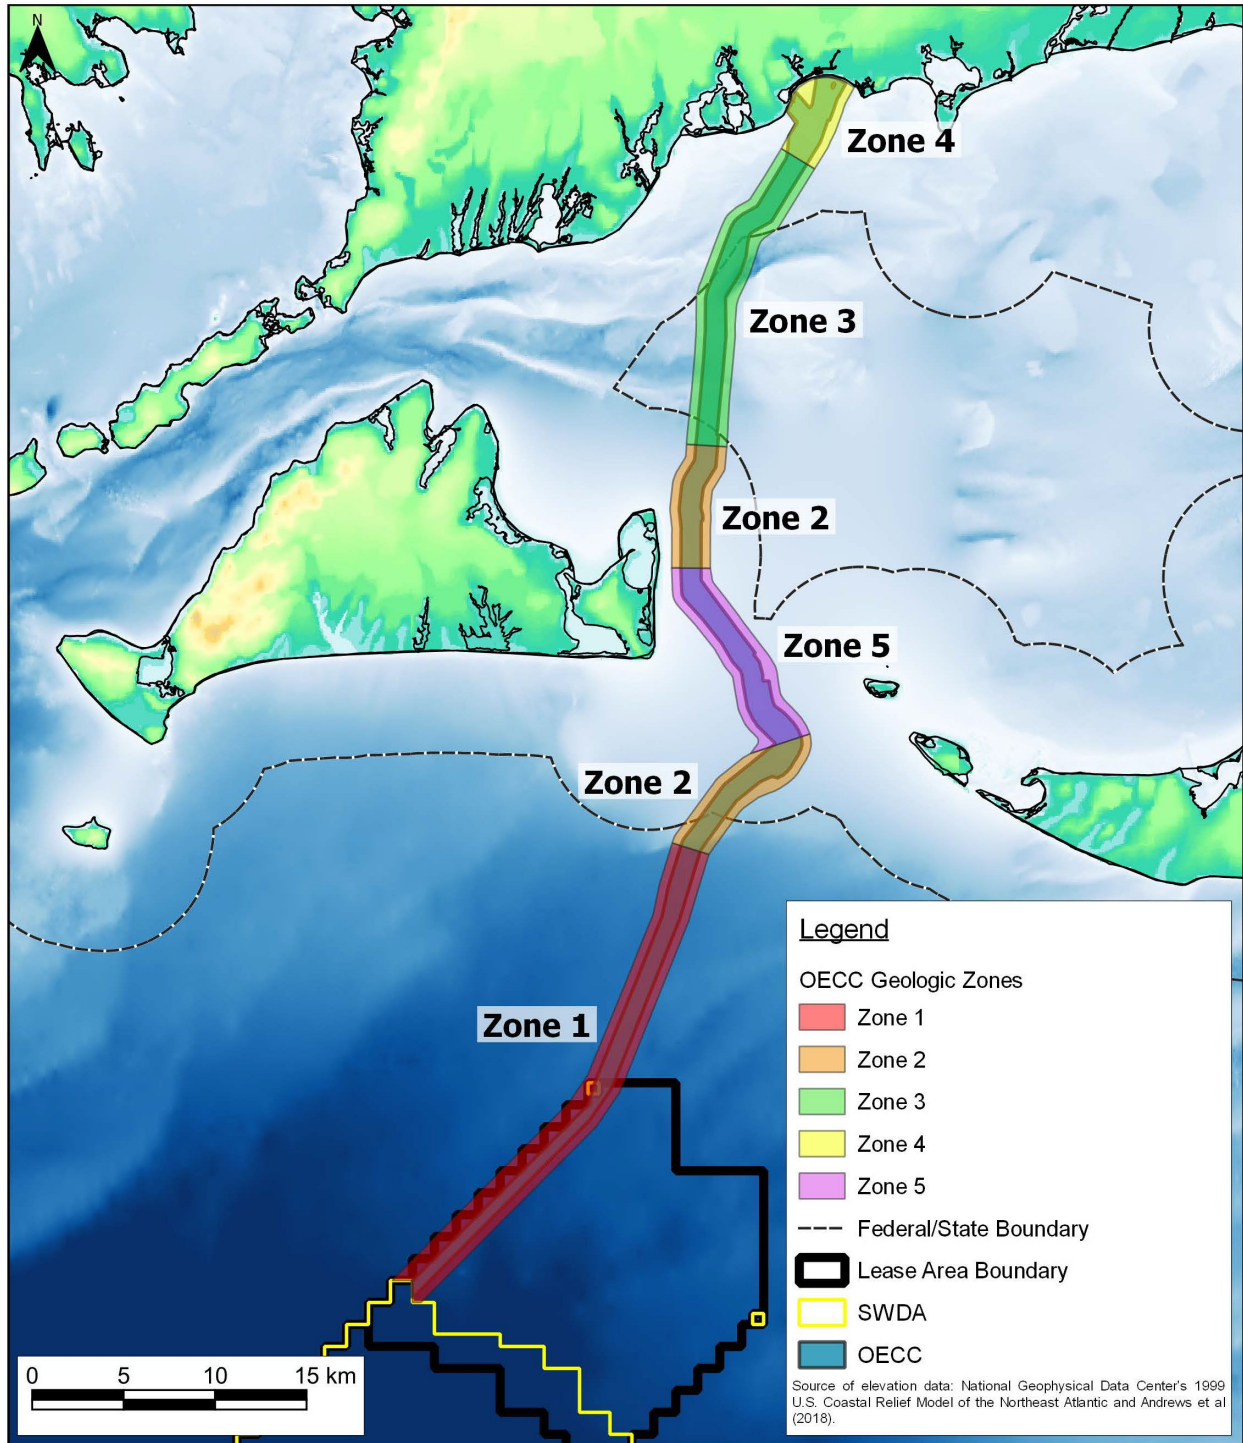 N
Zone 4
Zone 3
Zone 2
Zone 5
Zone 2
Zone 1
Legend
OECC Geologic Zones
Zone 1
Zone 2
Zone 3
Zone 4
Zone 5
Federal/State Boundary
Lease Area Boundary
SWDA
OECC
Source of elevation data: National Geophysical Data Center's 1999
U.S. Coastal Relief Model of the Northeast Atlantic and Andrews et al
(2018).
0 5 10 15 km